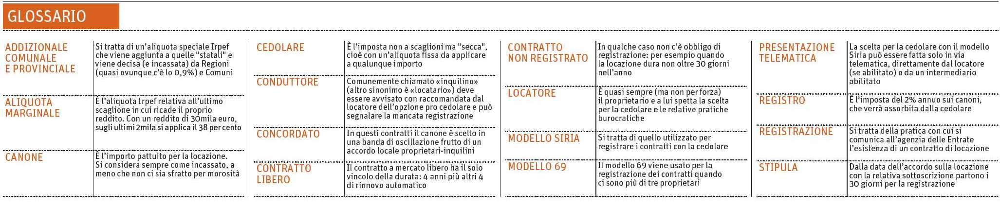 GLOSSARIO
ADDIZIONALE
COMUNALE
E PROVINCIALE
Si tratta di un'aliquota speciale Irpef
che viene aggiunta a quelle "statali" e
viene decisa (e incassata) da Regioni
(quasi ovunque c'è lo 0,9%) e Comuni
ALIQUOTA
MARGINALE
È l'aliquota Irpef relativa all'ultimo
scaglione in cui ricade il proprio
reddito. Con un reddito di 30mila euro,
sugli ultimi 2mila si applica il 38 per cento
CANONE
È l'importo pattuito per la locazione.
Si considera sempre come incassato, a
meno che non ci sia sfratto per morosità
CEDOLARE
È l'imposta non a scaglioni ma "secca",
cioè con un'aliquota fissa da applicare
a qualunque importo
CONDUTTORE
Comunemente chiamato «inquilino»
(altro sinonimo è «locatario») deve
essere avvisato con raccomandata dal
locatore dell'opzione pro cedolare e può
segnalare la mancata registrazione
CONCORDATO
In questi contratti il canone è scelto in
una banda di oscillazione frutto di un
accordo locale proprietari-inquilini
CONTRATTO
LIBERO
Il contratto a mercato libero ha il solo
vincolo della durata: 4 anni più altri 4
di rinnovo automatico
CONTRATTO
NON REGISTRATO
In qualche caso non c'è obbligo di
registrazione: per esempio quando
la locazione dura non oltre 30 giorni
nell'anno
LOCATORE
È quasi sempre (ma non per forza)
il proprietario e a lui spetta la scelta
per la cedolare e le relative pratiche
burocratiche
MODELLO SIRIA
Si tratta di quello utilizzato per
registrare i contratti con la cedolare
MODELLO 69
Il modello 69 viene usato per la
registrazione dei contratti quando
ci sono più di tre proprietari
PRESENTAZIONE
TELEMATICA
La scelta per la cedolare con il modello
Siria può essere fatta solo in via
telematica, direttamente dal locatore
(se abilitato) o da un intermediario
abilitato
REGISTRO
È l'imposta del 2% annuo sui canoni,
che verrà assorbita dalla cedolare
REGISTRAZIONE
Si tratta della pratica con cui si
comunica all'agenzia delle Entrate
l'esistenza di un contratto di locazione
STIPULA
Dalla data dell'accordo sulla locazione
con la relativa sottoscrizione partono i
30 giorni per la registrazione